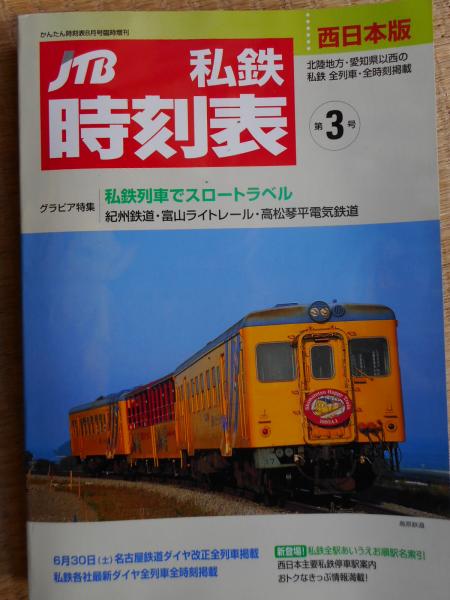 かんたん時刻表8月号臨時増刊
西日本版
JTB
私鉄
時刻表
北陸地方・愛知県以西の
私鉄 全列車・全時刻掲載
第3号
グラビア特集
私鉄列車でスロートラベル
紀州鉄道・富山ライトレール・高松琴平電気鉄道
島原鉄道
6月30日(土)名古屋鉄道ダイヤ改正全列車掲載
私鉄各社最新ダイヤ全列車全時刻掲載
新登場! 私鉄全駅あいうえお順駅名索引
西日本主要私鉄停車駅案内
おトクなきっぷ情報満載!